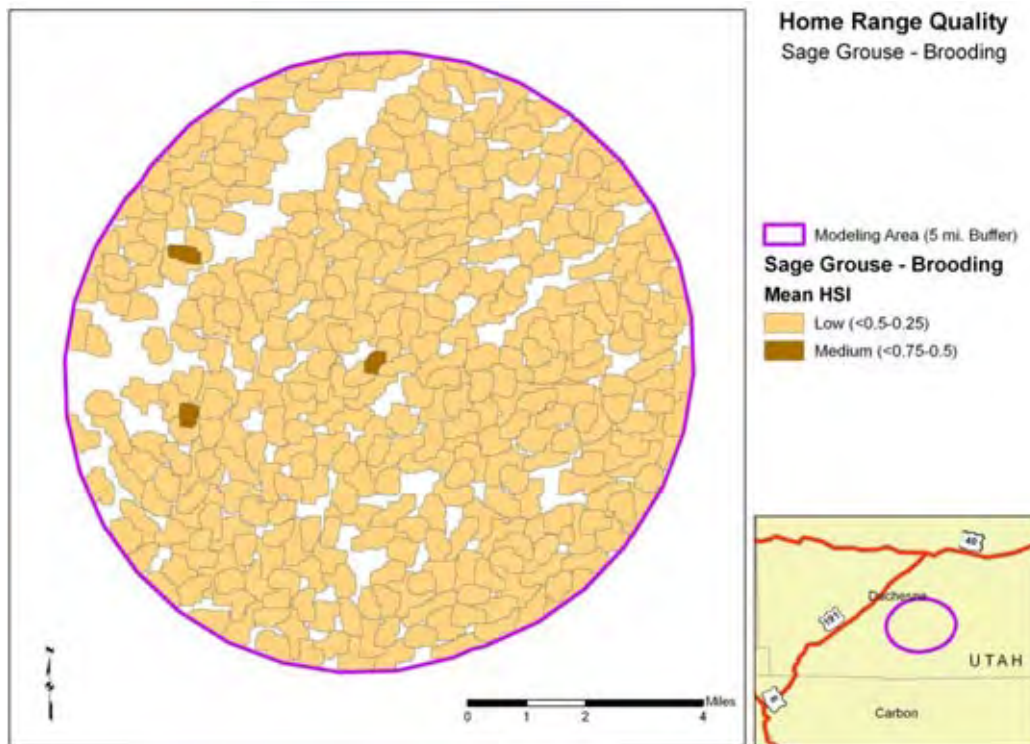 Home Range Quality
Sage Grouse - Brooding
Modeling Area (5 mi. Buffer)
Sage Grouse - Brooding
Mean HSI
Low (<0.5-0.25)
Medium (<0.75-0.5)
Miles
0 1 2 4
40
Duchesne
191
UTAH
6
Carbon